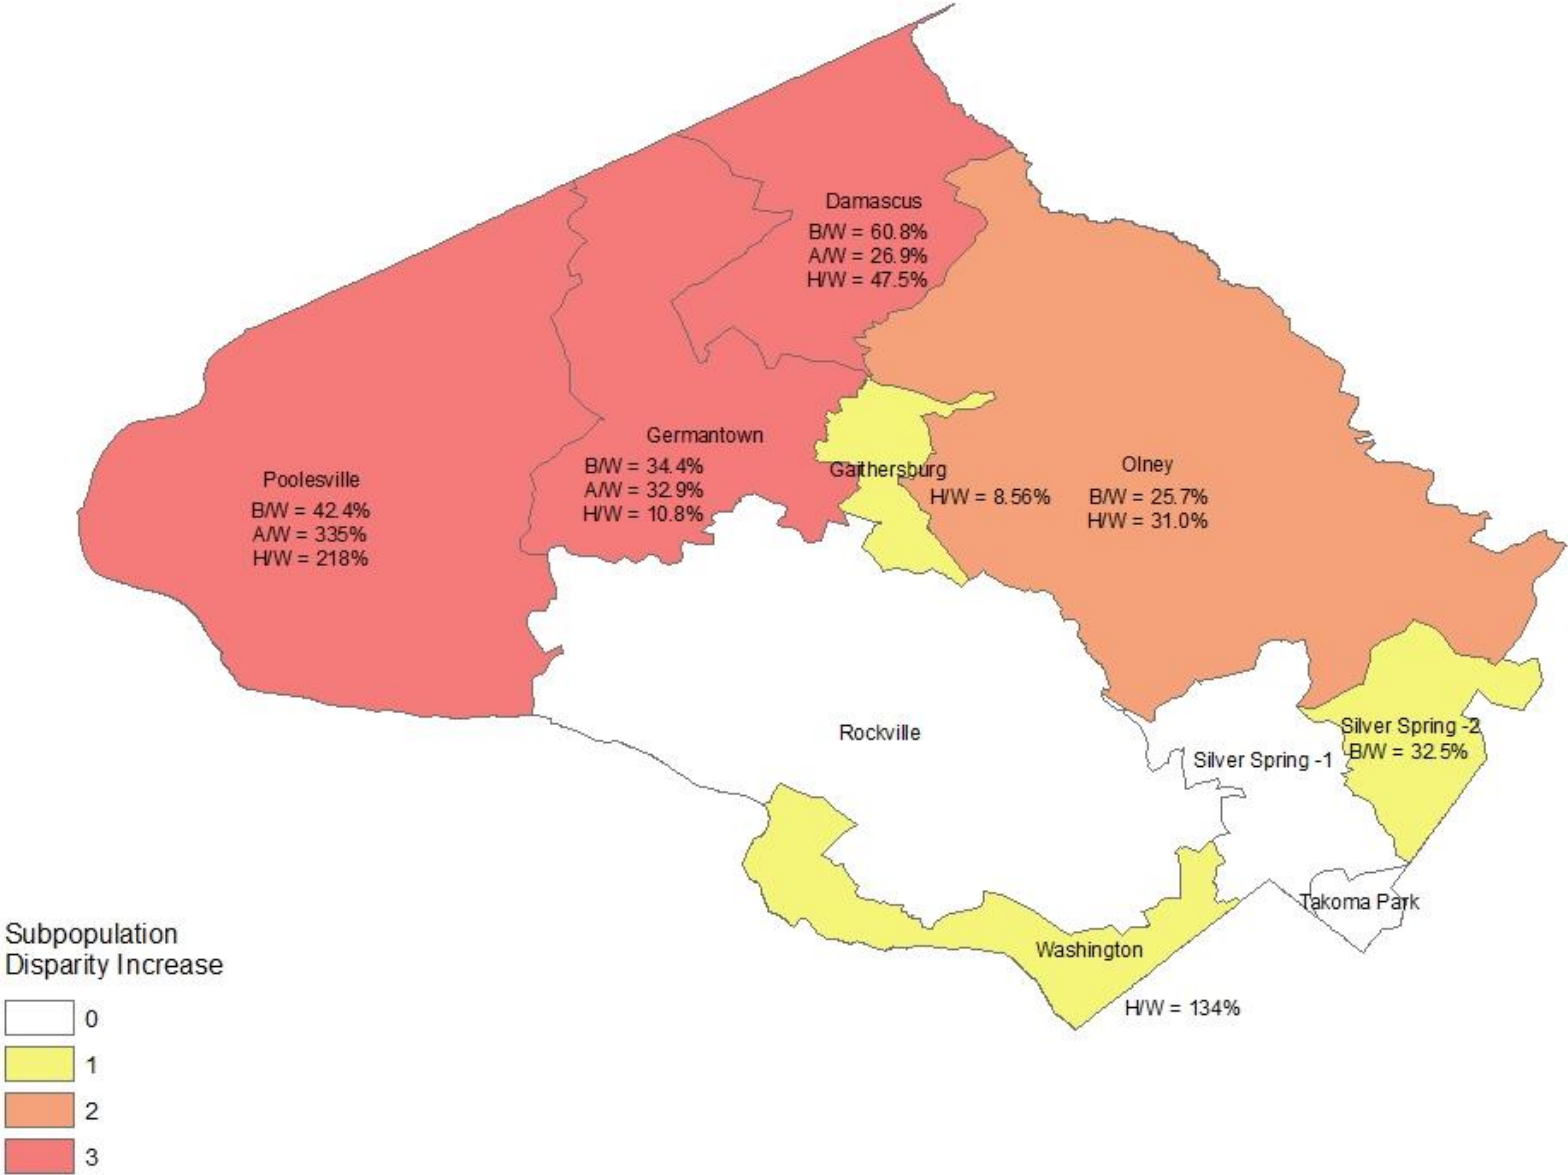 Damascus
B/W = 60.8%
A/W = 26.9%
H/W = 47.5%
Germantown
B/W = 34.4%
A/W = 32.9%
H/W = 10.8%
Poolesville
B/W = 42.4%
A/W = 335%
H/W = 218%
Gaithersburg
H/W = 8.56%
Olney
B/W = 25.7%
H/W = 31.0%
Rockville
Silver Spring -1
Silver Spring -2
B/W = 32.5%
Takoma Park
Washington
H/W = 134%
Subpopulation
Disparity Increase
0
1
2
3